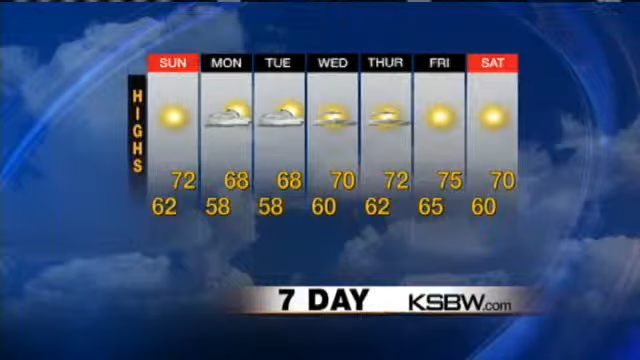 SUN MON TUE WED THUR FRI SAT
HIGHS
72 68 68 70 72 75 70
62 58 58 60 62 65 60
7 DAY KSBW.com